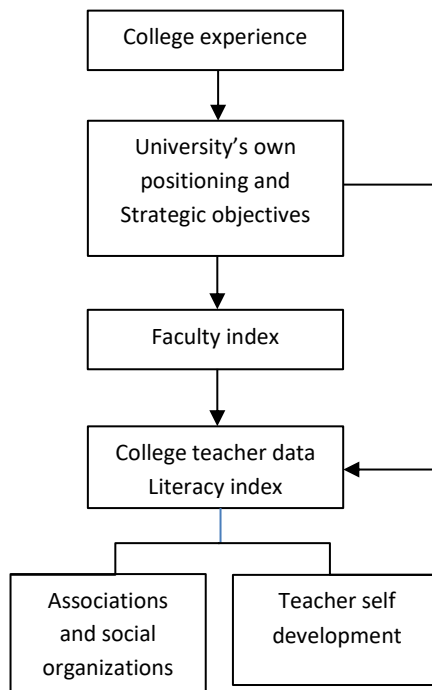 College experience
University’s own
positioning and
Strategic objectives
Faculty index
College teacher data
Literacy index
Associations
and social
organizations
Teacher self
development